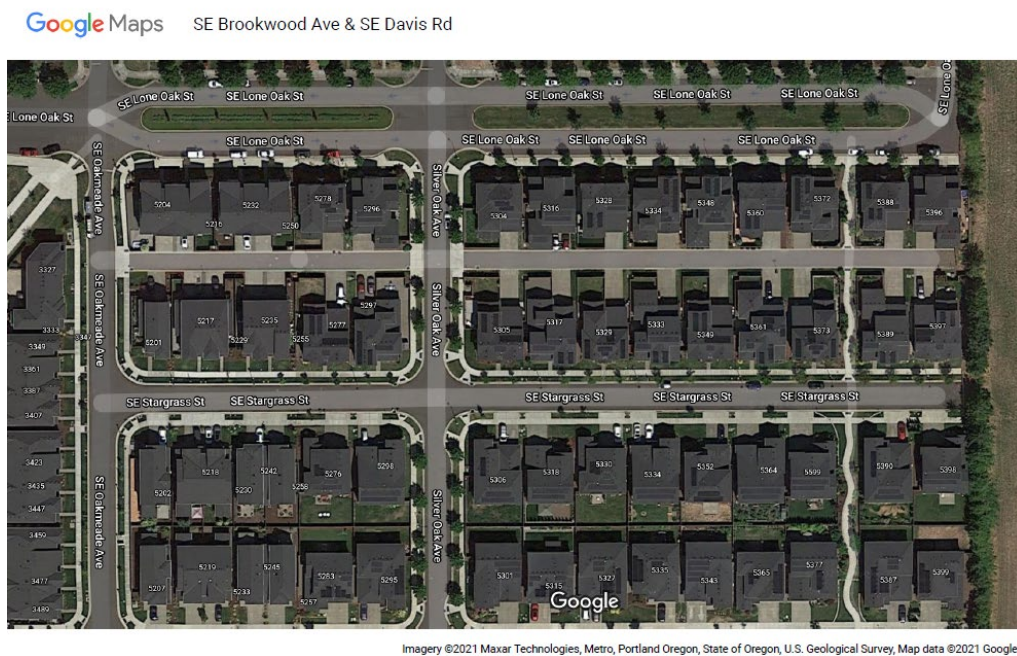 Google Maps SE Brookwood Ave & SE Davis Rd
SE Lone Oak St SE Lone Oak St SE Lone Oak St SE Lone Oak St SE Lone Oak St
E Lone Oak St SE Lone Oa
SE Lone Oak St SE Lone Oak St SE Lone Oak St SE Lone Oak St
SE Oakmeade Ave Silver Oak Ave
5204 5216 5232 5250 5278 5296 5304 5316 5328 5334 5348 5360 5372 5388 5396
3327
SE Oakmeade Ave Silver Oak Ave
5201 5217 5229 5235 5255 5277 5297 5305 5317 5329 5333 5349 5361 5373 5389 5397
3333 3341
3349
3361
3387
3407
SE Stargrass St SE Stargrass St SE Stargrass St SE Stargrass St SE Stargrass St
3423
3435
3447
5202 5218 5230 5242 5258 5276 5298 5306 5318 5330 5334 5352 5364 5599 5390 5398
SE Oakmeade Ave Silver Oak Ave
3459
3477
3489
5207 5219 5233 5245 5257 5283 5295 5301 5315 5327 5335 5343 5365 5377 5387 5399
Google
Imagery ©2021 Maxar Technologies, Metro, Portland Oregon, State of Oregon, U.S. Geological Survey, Map data ©2021 Google